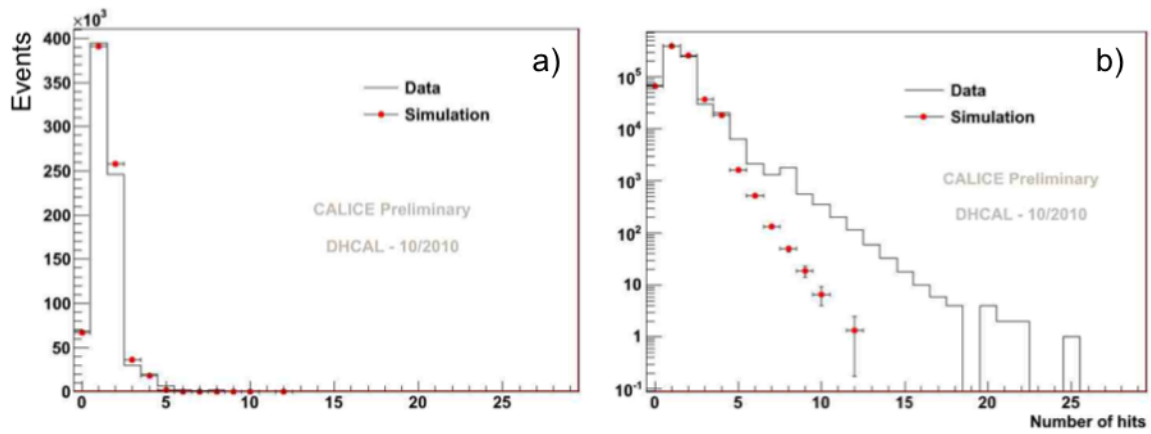 ×10³
Events
400
350
300
250
200
150
100
50
0
0 5 10 15 20 25
a)
Data
Simulation
CALICE Preliminary
DHCAL - 10/2010
10⁵
10⁴
10³
10²
10
1
10⁻¹
0 5 10 15 20 25
b)
Data
Simulation
CALICE Preliminary
DHCAL - 10/2010
Number of hits